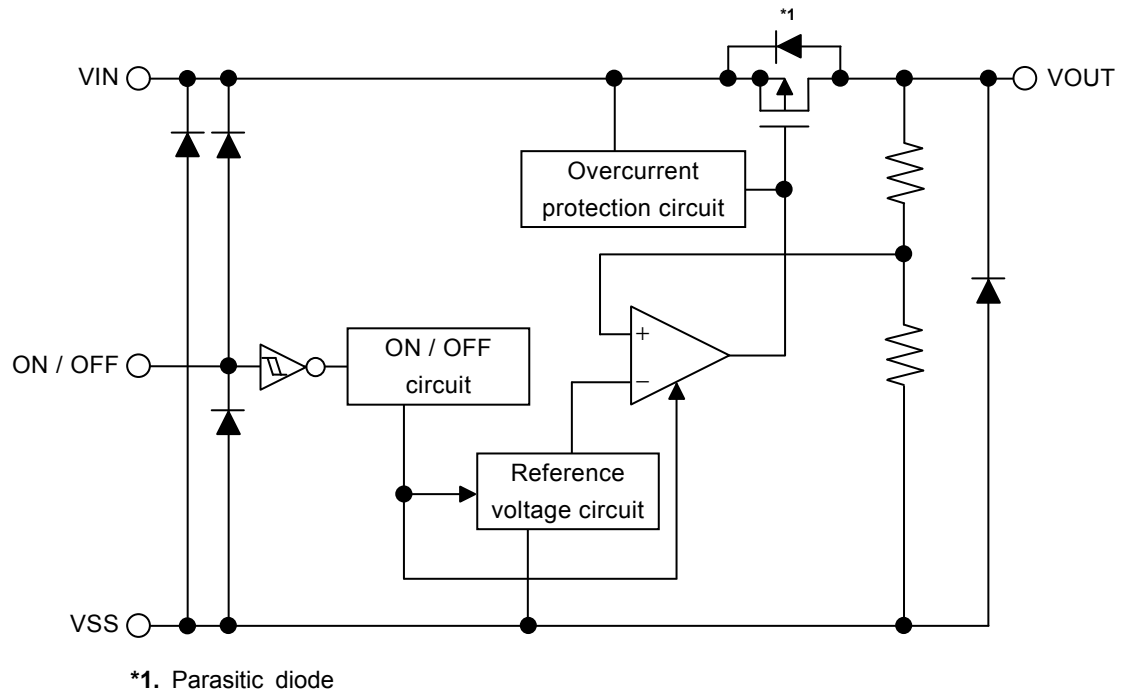 *1
VIN
VOUT
Overcurrent
protection circuit
+
−
ON / OFF
ON / OFF
circuit
Reference
voltage circuit
VSS
*1. Parasitic diode